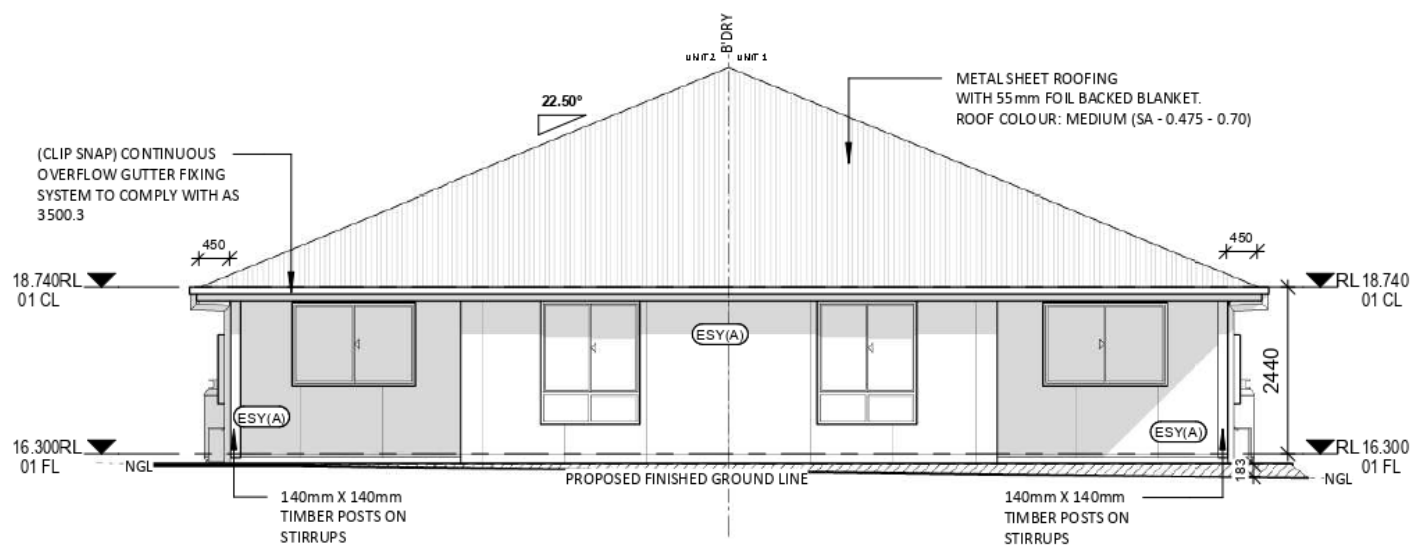 B'DRY
UNIT 2
UNIT 1
22.50°
METAL SHEET ROOFING
WITH 55mm FOIL BACKED BLANKET.
ROOF COLOUR: MEDIUM (SA - 0.475 - 0.70)
(CLIP SNAP) CONTINUOUS
OVERFLOW GUTTER FIXING
SYSTEM TO COMPLY WITH AS
3500.3
450
450
18.740RL
01 CL
RL 18.740
01 CL
ESY(A)
2440
ESY(A)
ESY(A)
16.300RL
01 FL
RL 16.300
01 FL
NGL
PROPOSED FINISHED GROUND LINE
183
NGL
140mm X 140mm
TIMBER POSTS ON
STIRRUPS
140mm X 140mm
TIMBER POSTS ON
STIRRUPS